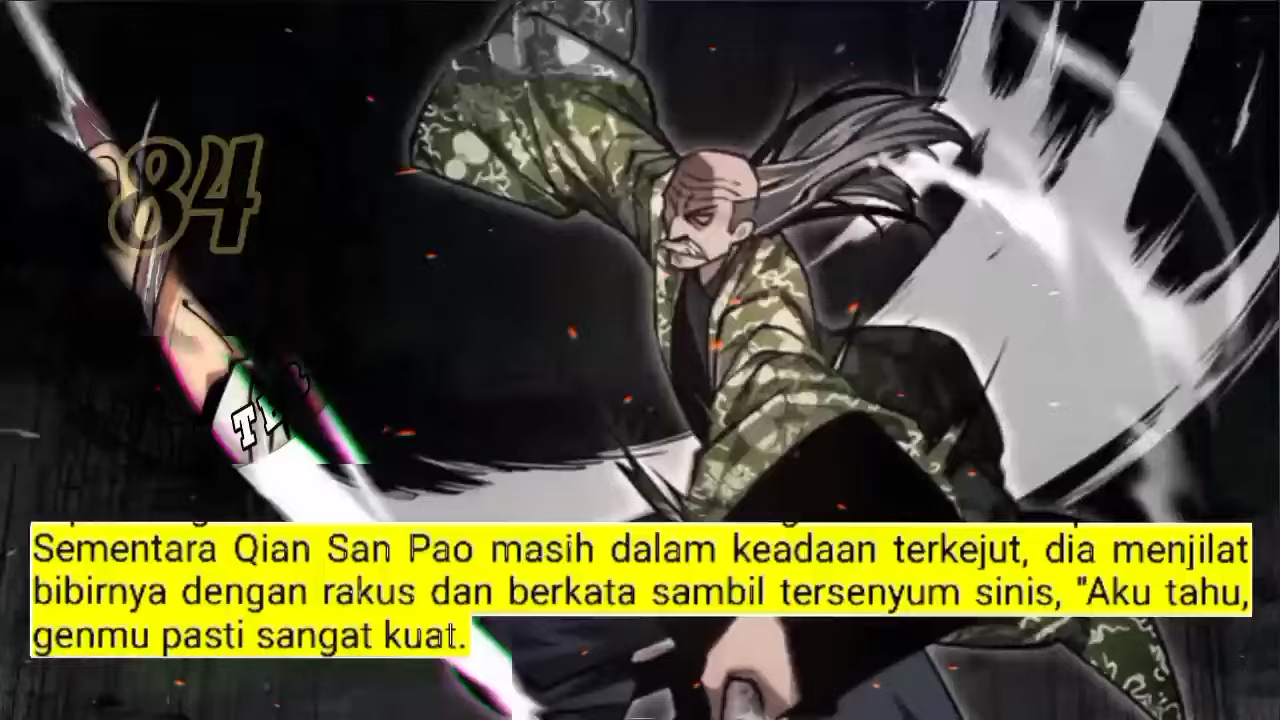 84
Sementara Qian San Pao masih dalam keadaan terkejut, dia menjilat
bibirnya dengan rakus dan berkata sambil tersenyum sinis, "Aku tahu,
genmu pasti sangat kuat.